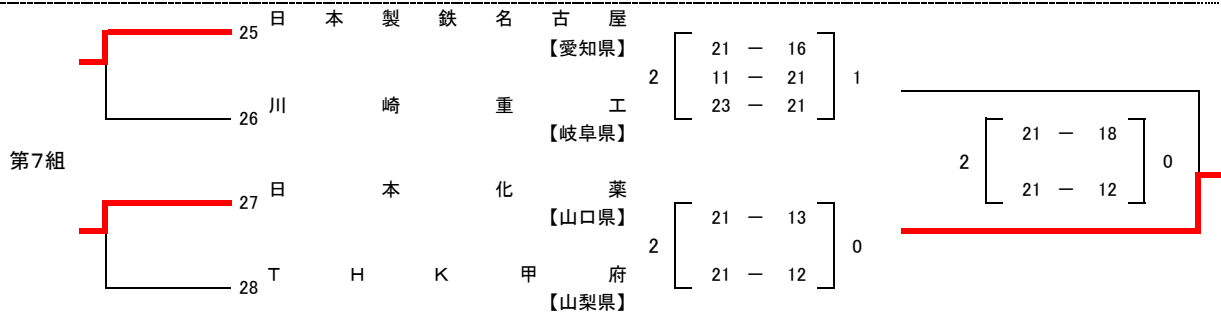 25 日本製鉄名古屋
【愛知県】
2 21 － 16 1
11 － 21
23 － 21
26 川崎重工
【岐阜県】
第7組
2 21 － 18 0
21 － 12
27 日本化薬
【山口県】
2 21 － 13 0
21 － 12
28 ＴＨＫ甲府
【山梨県】